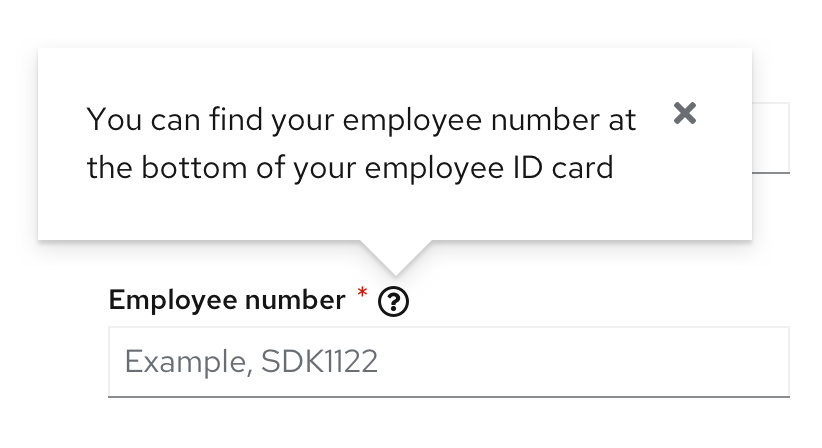 You can find your employee number at
the bottom of your employee ID card
Employee number *
Example, SDK1122